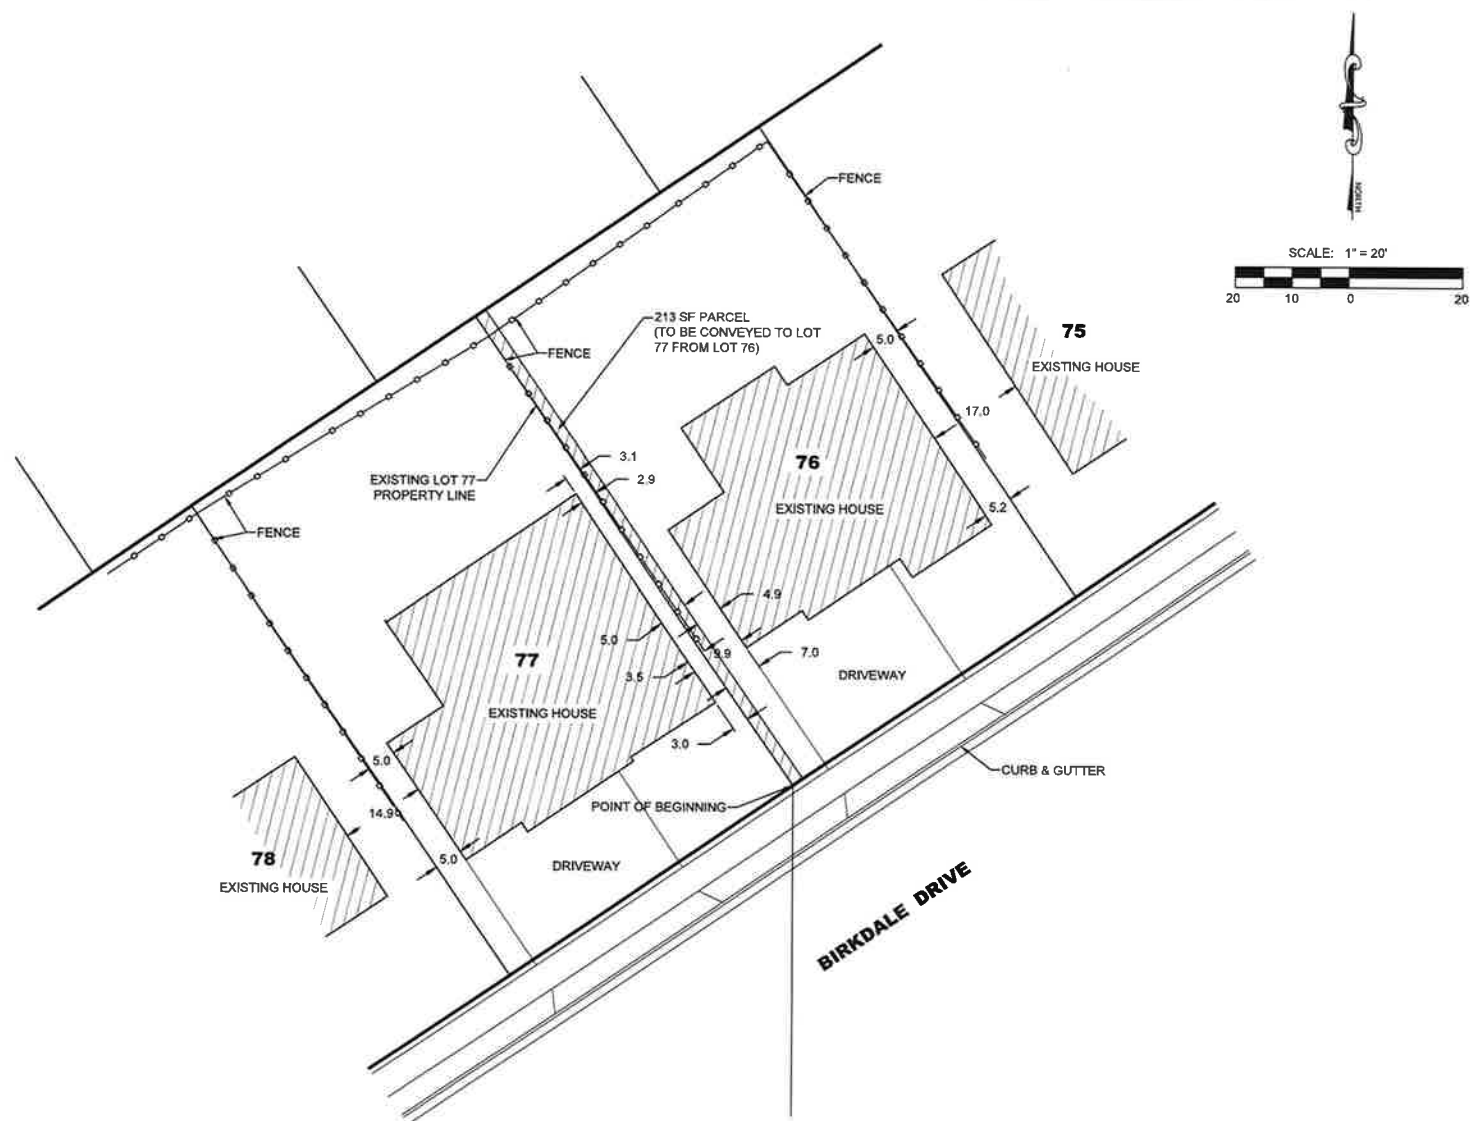 NORTH
SCALE: 1" = 20'
20 10 0 20
FENCE
213 SF PARCEL
(TO BE CONVEYED TO LOT
77 FROM LOT 76)
FENCE
75
EXISTING HOUSE
5.0
17.0
76
EXISTING HOUSE
5.2
3.1
2.9
EXISTING LOT 77
PROPERTY LINE
FENCE
4.9
7.0
5.0
9.9
3.5
3.0
77
EXISTING HOUSE
DRIVEWAY
5.0
14.9
5.0
78
EXISTING HOUSE
POINT OF BEGINNING
DRIVEWAY
CURB & GUTTER
BIRKDALE DRIVE